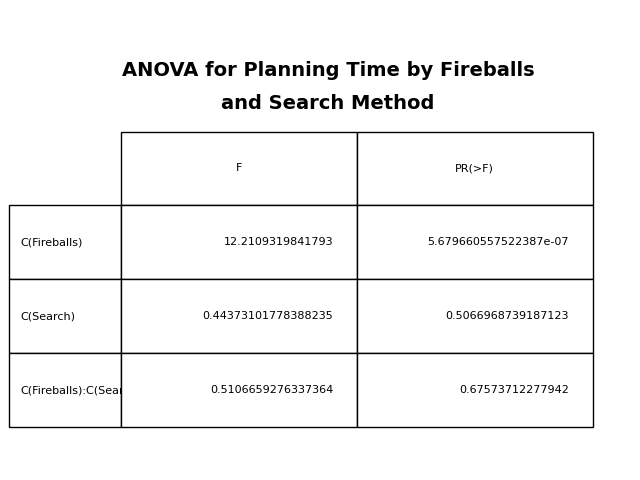 ANOVA for Planning Time by Fireballs
and Search Method
F PR(>F)
C(Fireballs) 12.2109319841793 5.679660557522387e-07
C(Search) 0.44373101778388235 0.5066968739187123
C(Fireballs):C(Sear 0.5106659276337364 0.67573712277942